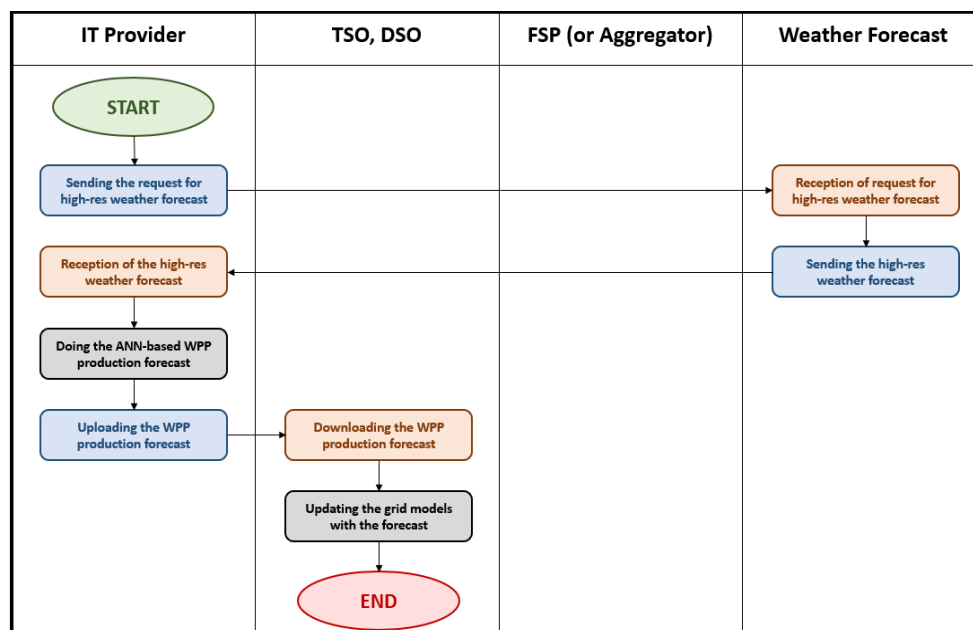 IT Provider
TSO, DSO
FSP (or Aggregator)
Weather Forecast
START
Sending the request for
high-res weather forecast
Reception of request for
high-res weather forecast
Reception of the high-res
weather forecast
Sending the high-res
weather forecast
Doing the ANN-based WPP
production forecast
Uploading the WPP
production forecast
Downloading the WPP
production forecast
Updating the grid models
with the forecast
END